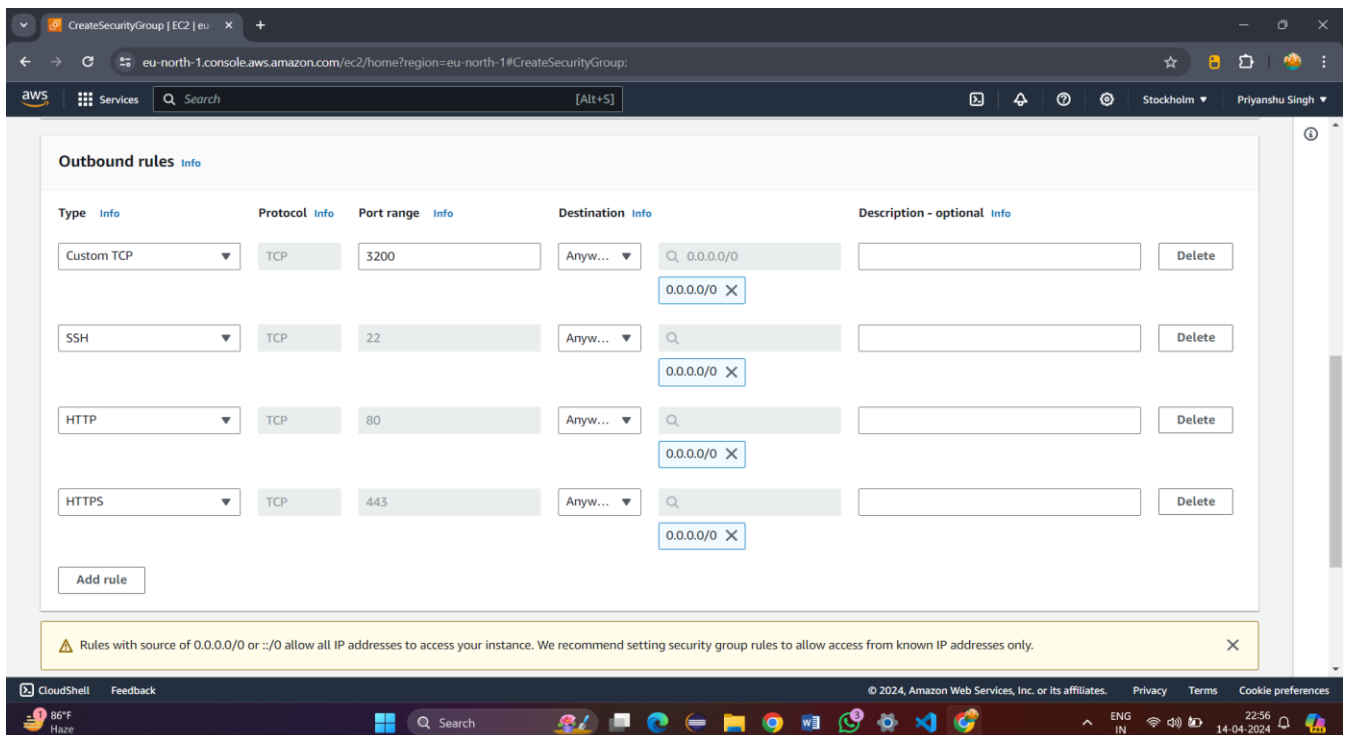 CreateSecurityGroup | EC2 | eu-
eu-north-1.console.aws.amazon.com/ec2/home?region=eu-north-1#CreateSecurityGroup:
aws Services Search [Alt+S] Stockholm Priyanshu Singh
Outbound rules Info
Type Info Protocol Info Port range Info Destination Info Description - optional Info
Custom TCP TCP 3200 Anyw... 0.0.0.0/0 Delete
0.0.0.0/0
SSH TCP 22 Anyw... Delete
0.0.0.0/0
HTTP TCP 80 Anyw... Delete
0.0.0.0/0
HTTPS TCP 443 Anyw... Delete
0.0.0.0/0
Add rule
Rules with source of 0.0.0.0/0 or ::/0 allow all IP addresses to access your instance. We recommend setting security group rules to allow access from known IP addresses only.
CloudShell Feedback © 2024, Amazon Web Services, Inc. or its affiliates. Privacy Terms Cookie preferences
1 86°F Search 3 ENG 22:56
Haze IN 14-04-2024